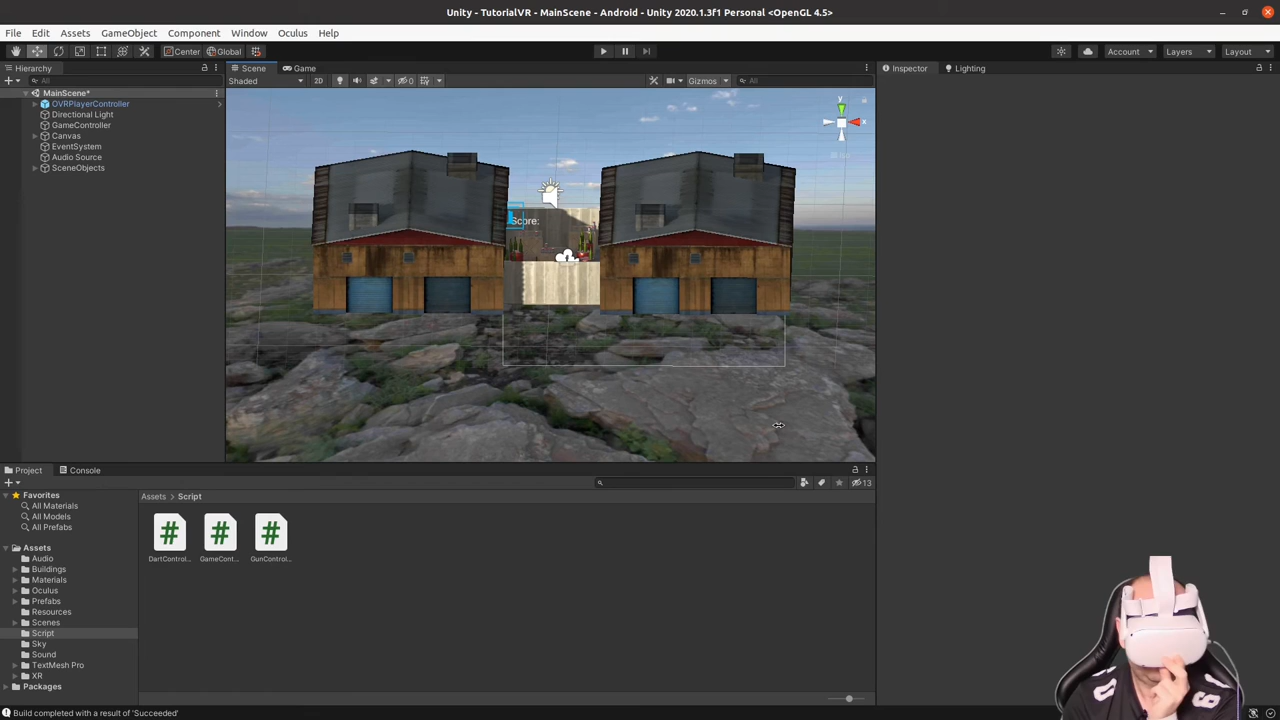 Unity - TutorialVR - MainScene - Android - Unity 2020.1.3f1 Personal <OpenGL 4.5>
File Edit Assets GameObject Component Window Oculus Help
Center Global Account Layers Layout
Hierarchy
All
MainScene*
OVRPlayerController
Directional Light
GameController
Canvas
EventSystem
Audio Source
SceneObjects
Scene Game
Shaded 2D 0 Gizmos All
y
x
Score:
Inspector Lighting
Project Console
13
Favorites
All Materials
All Models
All Prefabs
Assets
Audio
Buildings
Materials
Oculus
Prefabs
Resources
Scenes
Script
Sky
Sound
TextMesh Pro
XR
Packages
Assets > Script
# # #
DartControl... GameCont... GunControl...
Build completed with a result of 'Succeeded'